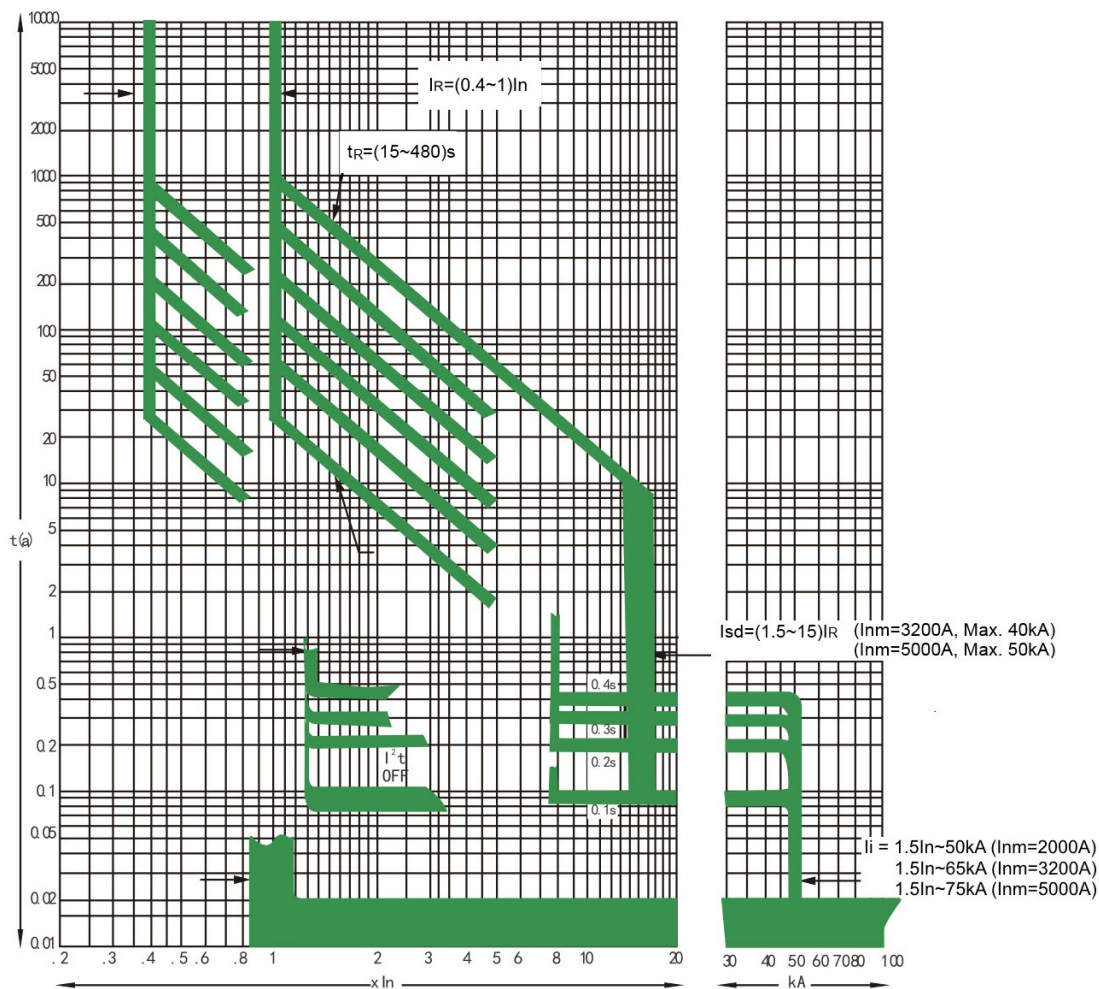 10000
5000
2000
1000
500
200
100
50
20
10
5
2
1
0.5
0.2
0.1
0.05
0.02
0.01
t(a)
IR=(0.4~1)In
tR=(15~480)s
Isd=(1.5~15)IR (Inm=3200A, Max. 40kA)
(Inm=5000A, Max. 50kA)
0.4s
0.3s
0.2s
0.1s
I²t
OFF
Ii = 1.5In~50kA (Inm=2000A)
1.5In~65kA (Inm=3200A)
1.5In~75kA (Inm=5000A)
.2 .3 .4 .5 .6 .8 1 2 3 4 5 6 8 10 20 30 40 50 60 70 80 100
x In
kA